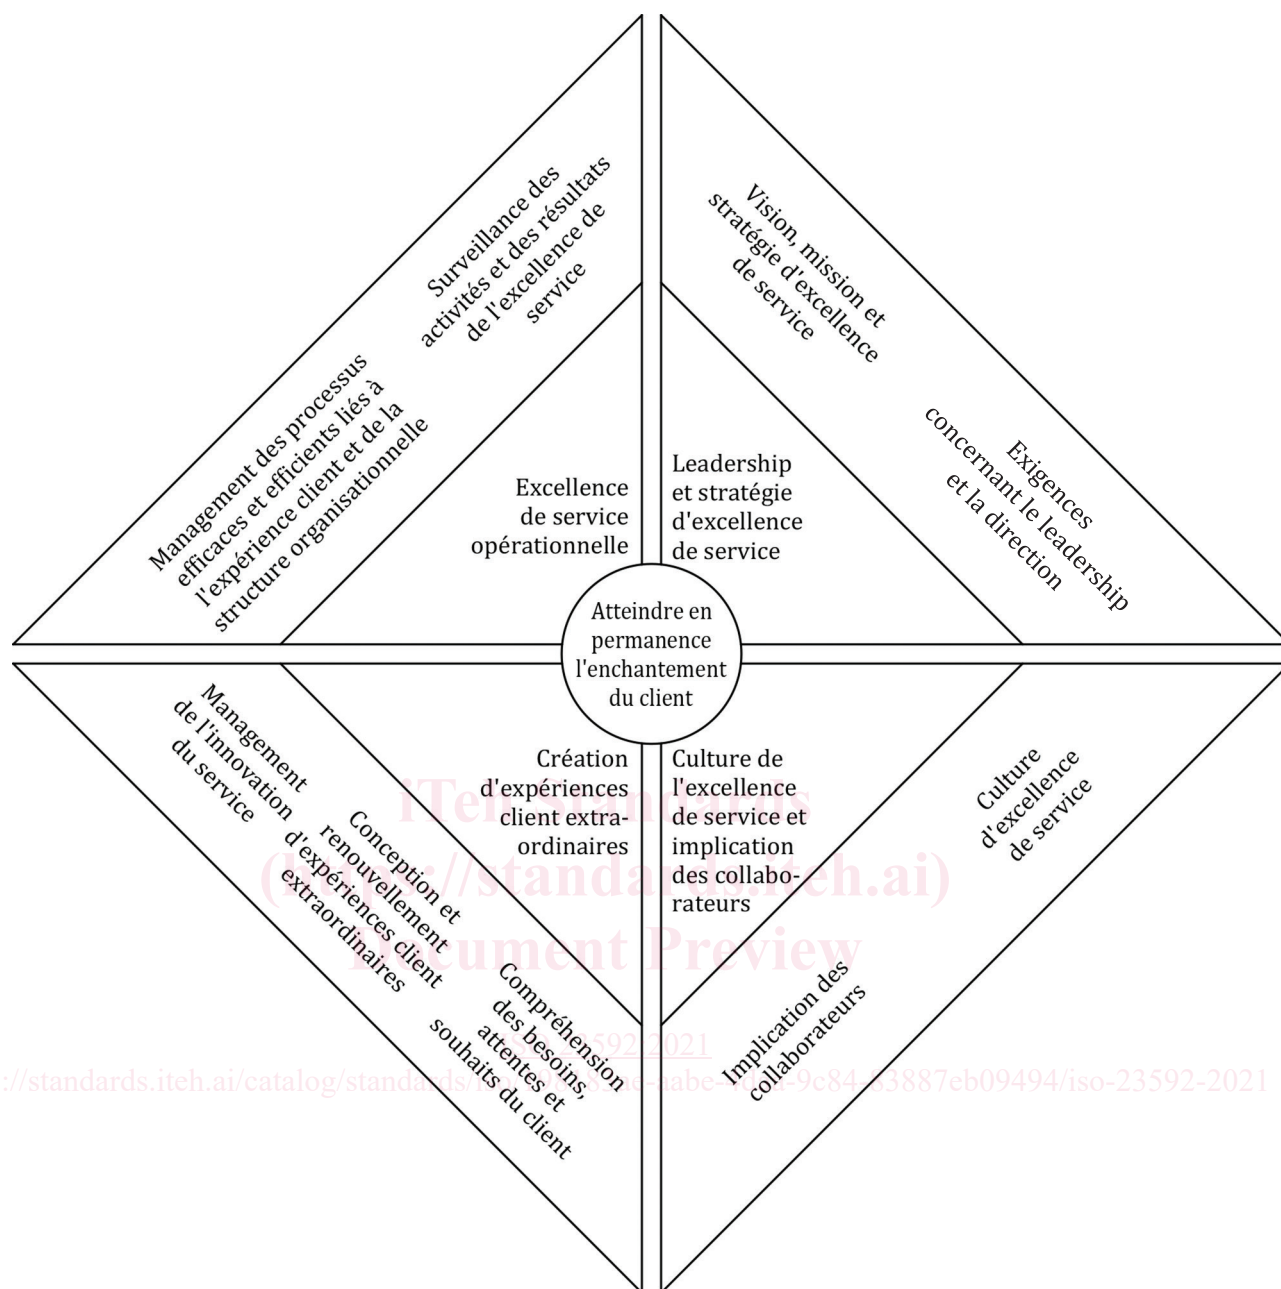 Surveillance des
activités et des résultats
de l'excellence de
service
Vision, mission et
stratégie d'excellence
de service
Management des processus
efficaces et efficients liés à
l'expérience client et de la
structure organisationnelle
Exigences
concernant le leadership
et la direction
Excellence
de service
opérationnelle
Leadership
et stratégie
d'excellence
de service
Atteindre en
permanence
l'enchantement
du client
Création
d'expériences
client extra-
ordinaires
Culture de
l'excellence
de service et
implication
des collabo-
rateurs
Management
de l'innovation
du service
Conception et
renouvellement
d'expériences client
extraordinaires
Compréhension
des besoins,
attentes et
souhaits du client
Culture
d'excellence
de service
Implication des
collaborateurs
iTeh Standards
(https://standards.iteh.ai)
Document Preview
ISO 23592:2021